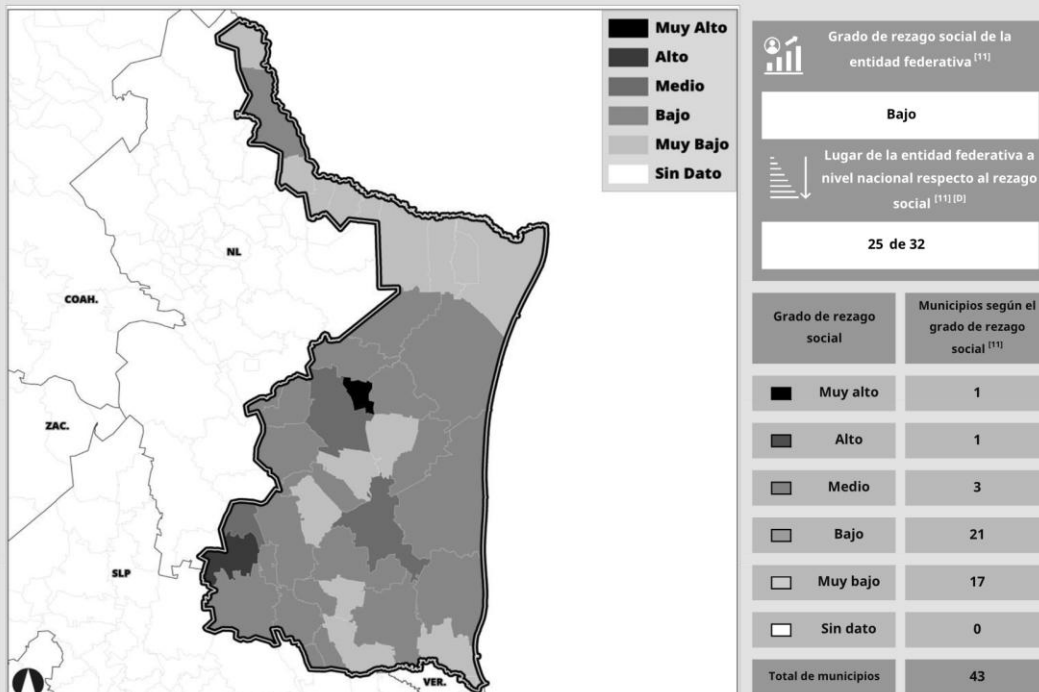 Muy Alto
Alto
Medio
Bajo
Muy Bajo
Sin Dato
NL
COAH.
ZAC.
SLP
VER.
Grado de rezago social de la
entidad federativa [11]
Bajo
Lugar de la entidad federativa a
nivel nacional respecto al rezago
social [11] [D]
25 de 32
Grado de rezago
social
Municipios según el
grado de rezago
social [11]
Muy alto 1
Alto 1
Medio 3
Bajo 21
Muy bajo 17
Sin dato 0
Total de municipios 43